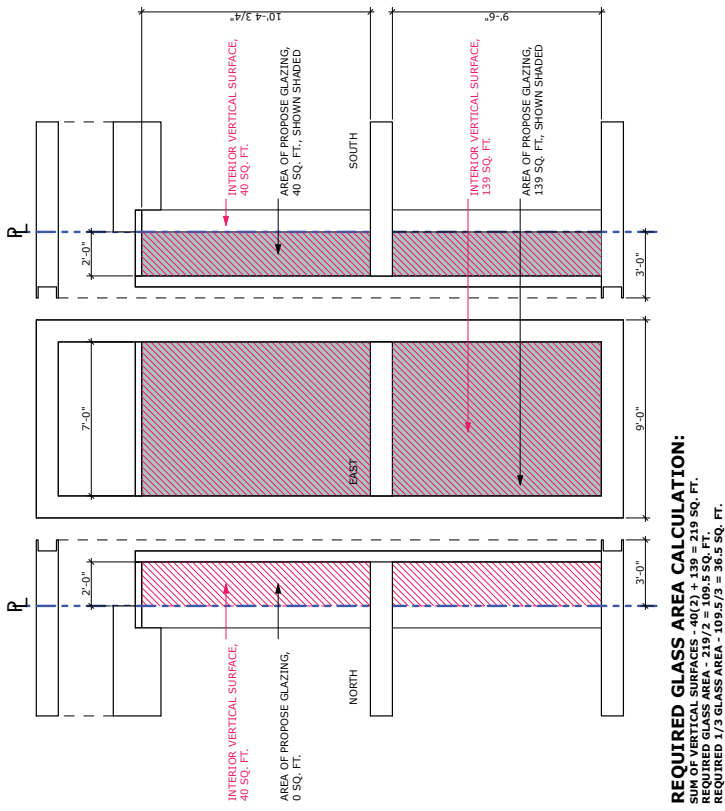 PL
2'-0"
10'-4 3/4"
INTERIOR VERTICAL SURFACE,
40 SQ. FT.
AREA OF PROPOSE GLAZING,
40 SQ. FT., SHOWN SHADED
SOUTH
INTERIOR VERTICAL SURFACE
139 SQ. FT.
AREA OF PROPOSE GLAZING
139 SQ. FT., SHOWN SHADED
9'-6"
3'-0"
7'-0"
EAST
9'-0"
PL
2'-0"
INTERIOR VERTICAL SURFACE,
40 SQ. FT.
AREA OF PROPOSE GLAZING,
0 SQ. FT.
NORTH
3'-0"
REQUIRED GLASS AREA CALCULATION:
SUM OF VERTICAL SURFACES - 40(2) + 139 = 219 SQ. FT.
REQUIRED GLASS AREA - 219/2 = 109.5 SQ. FT.
REQUIRED 1/3 GLASS AREA - 109.5/3 = 36.5 SQ. FT.